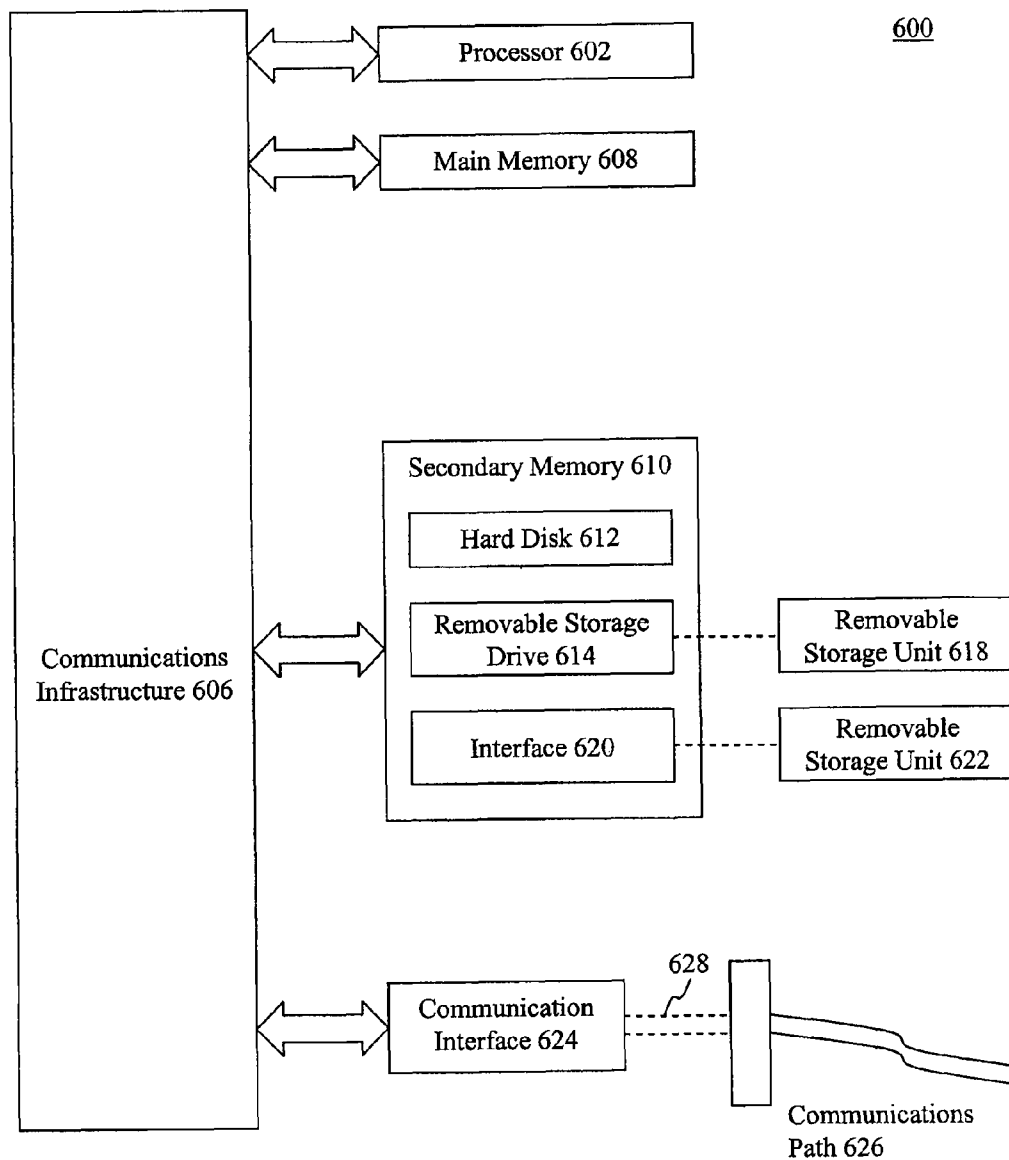 600
Processor 602
Main Memory 608
Secondary Memory 610
Hard Disk 612
Removable Storage
Drive 614
Removable
Storage Unit 618
Communications
Infrastructure 606
Interface 620
Removable
Storage Unit 622
628
Communication
Interface 624
Communications
Path 626